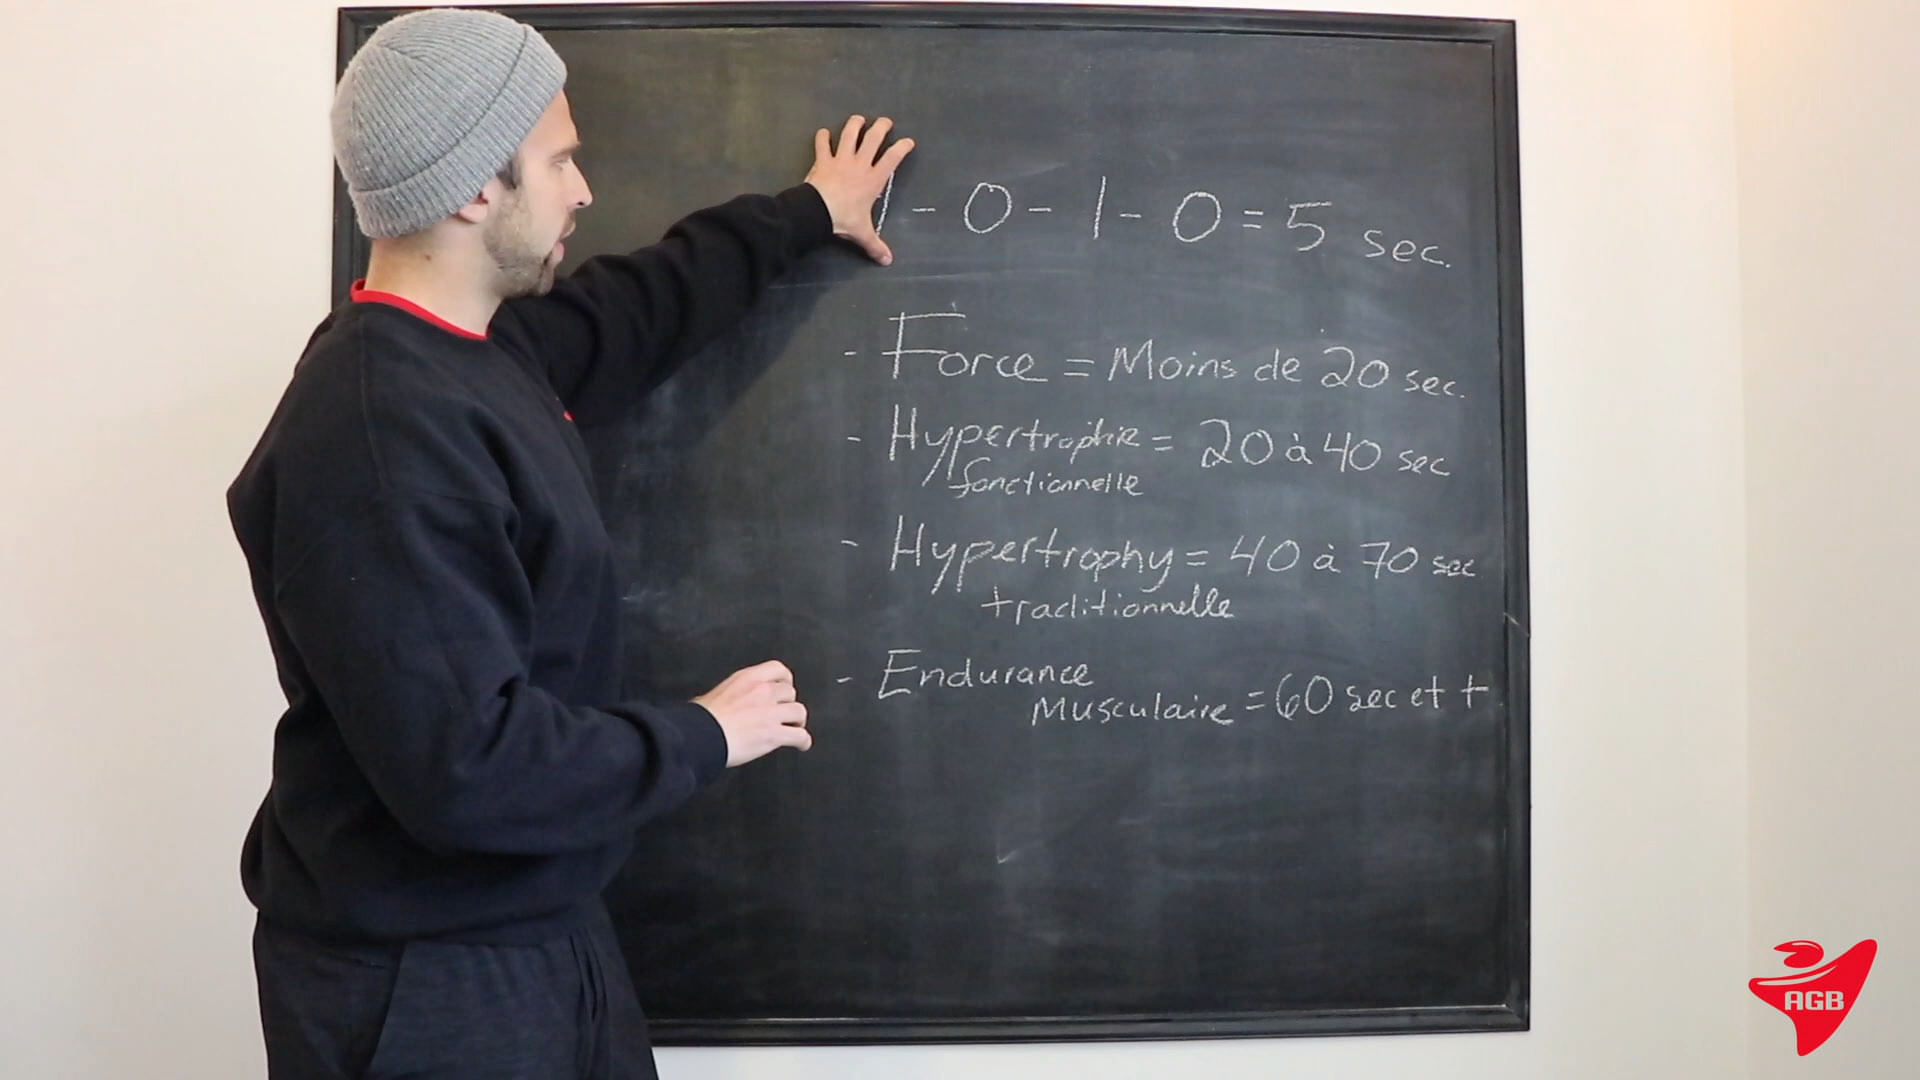 - 0 - 1 - 0 = 5 sec.
- Force = Moins de 20 sec.
- Hypertrophie = 20 à 40 sec
fonctionnelle
- Hypertrophy = 40 à 70 sec
traditionnelle
- Endurance
Musculaire = 60 sec et +
AGB